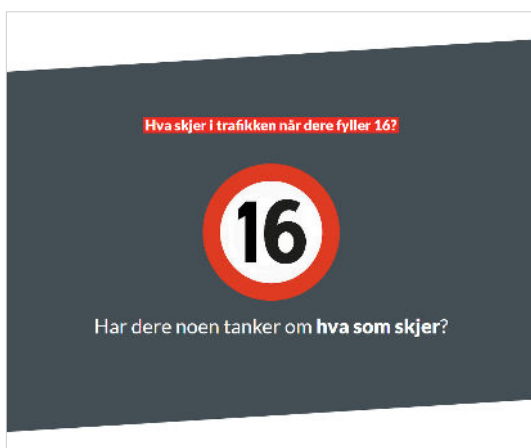 Hva skjer i trafikken når dere fyller 16?
16
Har dere noen tanker om hva som skjer?